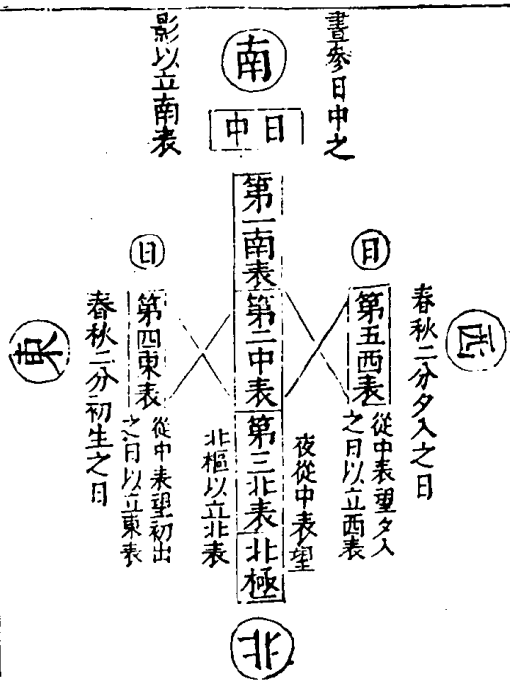 南
晝參日中之
影以立南表
日中
第一南表
第二中表
第三北表
北極
日
第五西表
西
春秋二分夕入之日
從中表望夕入
之日以立西表
夜從中表望
北樞以立北表
日
第四東表
從中表望初出
之日以立東表
春秋二分初生之日
東
北